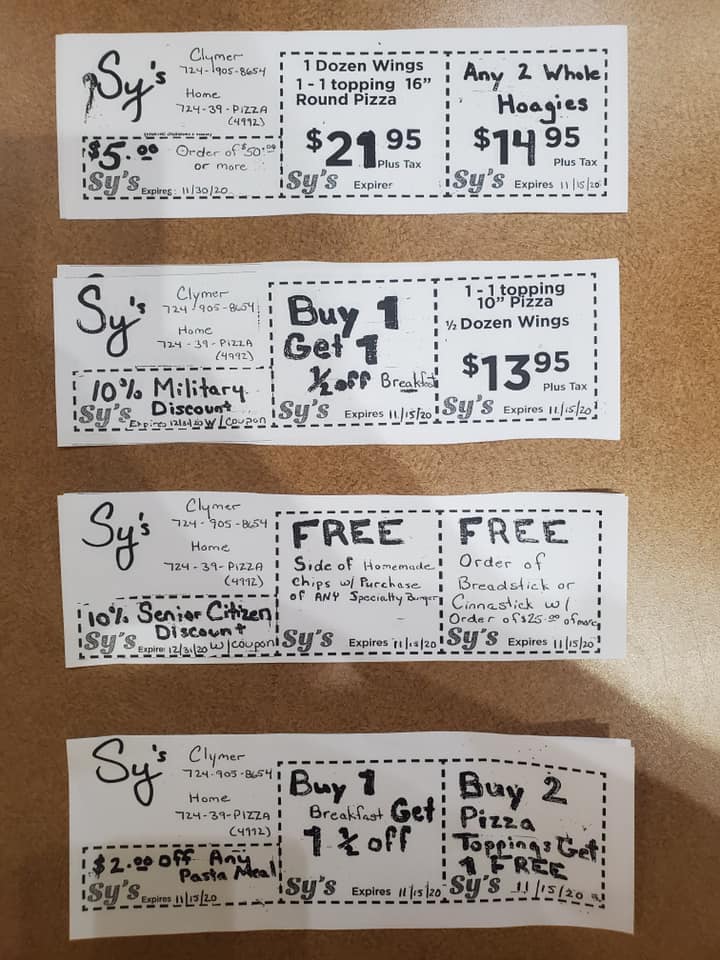 Sy's
Clymer
724-905-8654
Home
724-39-PIZZA
(4992)
$5.00 Order of $50.00
or more
Sy's Expires: 11/30/20
1 Dozen Wings
1 - 1 topping 16”
Round Pizza
$21.95
Plus Tax
Sy's Expires
Any 2 Whole
Hoagies
$14.95
Plus Tax
Sy's Expires 11/15/20
Sy's
Clymer
724-905-8654
Home
724-39-PIZZA
(4992)
10% Military
Discount
Sy's Expires 12/31/20 w/coupon
Buy 1
Get 1
1/2 off Breakfast
Sy's Expires 11/15/20
1 - 1 topping
10” Pizza
½ Dozen Wings
$13.95
Plus Tax
Sy's Expires 11/15/20
Sy's
Clymer
724-905-8654
Home
724-39-PIZZA
(4992)
10% Senior Citizen
Discount
Sy's Expires 12/31/20 w/coupon
FREE
Side of Homemade
Chips w/ Purchase
of ANY Specialty Burger
Sy's Expires 11/15/20
FREE
Order of
Breadstick or
Cinnastick w/
Order of $25.00 of more
Sy's Expires 11/15/20
Sy's
Clymer
724-905-8654
Home
724-39-PIZZA
(4992)
$2.00 off Any
Pasta Meal
Sy's Expires 11/15/20
Buy 1
Breakfast Get
1 1/2 off
Sy's Expires 11/15/20
Buy 2
Pizza
Toppings Get
1 FREE
Sy's 11/15/20